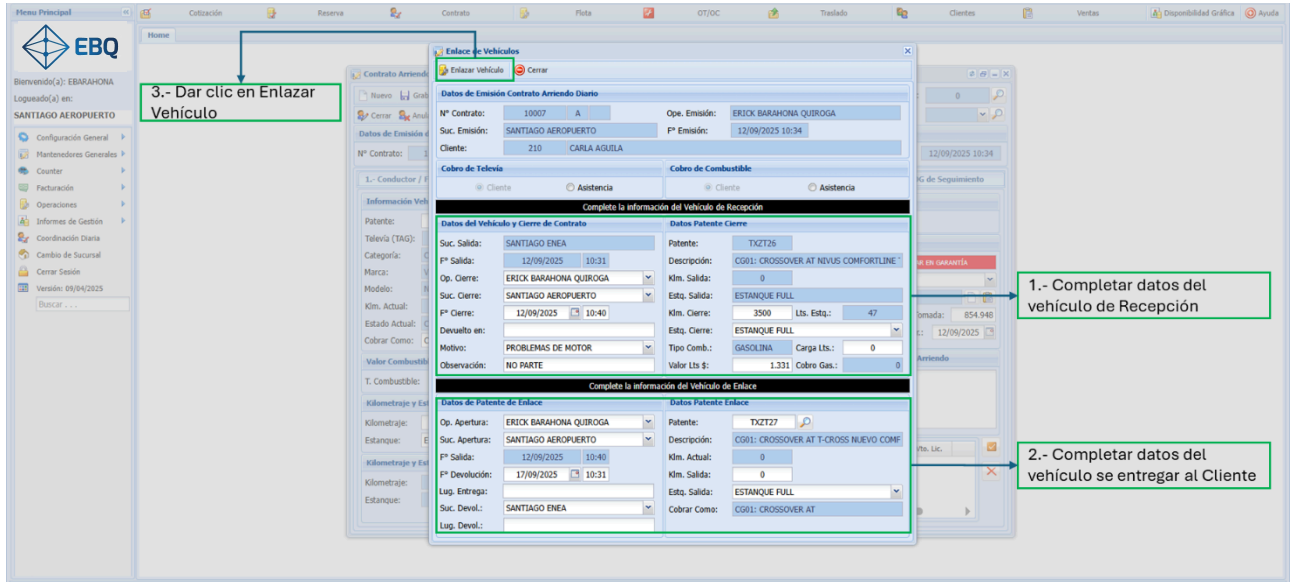 Menu Principal
Cotización
Reserva
Contrato
Flota
OT/OC
Traslado
Clientes
Ventas
Disponibilidad Gráfica
Ayuda
EBQ
Home
Bienvenido(a): EBARAHONA
Logueado(a) en:
SANTIAGO AEROPUERTO
Configuración General
Mantenedores Generales
Counter
Facturación
Operaciones
Informes de Gestión
Coordinación Diaria
Cambio de Sucursal
Cerrar Sesión
Versión: 09/04/2025
Buscar . . .
3.- Dar clic en Enlazar
Vehículo
Contrato Arriend
Nuevo
Cerrar
Datos de Emisión d
N° Contrato:
0
12/09/2025 10:34
1.- Conductor / F
G de Seguimiento
Información Veh
Patente:
Televía (TAG):
Categoría:
Marca:
Modelo:
Klm. Actual:
Estado Actual:
Cobrar Como:
AR EN GARANTÍA
omada: 854.948
12/09/2025
Valor Combustib
Arriendo
T. Combustible:
Kilometraje y Est
Kilometraje:
Estanque:
rto. Lic.
Kilometraje y Est
Kilometraje:
Estanque:
Enlace de Vehículos
Enlazar Vehículo
Cerrar
Datos de Emisión Contrato Arriendo Diario
N° Contrato: 10007 A Ope. Emisión: ERICK BARAHONA QUIROGA
Suc. Emisión: SANTIAGO AEROPUERTO F° Emisión: 12/09/2025 10:34
Cliente: 210 CARLA AGUILA
Cobro de Televía Cobro de Combustible
Cliente Asistencia Cliente Asistencia
Complete la información del Vehículo de Recepción
Datos del Vehículo y Cierre de Contrato Datos Patente Cierre
Suc. Salida: SANTIAGO ENEA Patente: TXZT26
F° Salida: 12/09/2025 10:31 Descripción: CG01: CROSSOVER AT NIVUS COMFORTLINE
Op. Cierre: ERICK BARAHONA QUIROGA Klm. Salida: 0
Suc. Cierre: SANTIAGO AEROPUERTO Estq. Salida: ESTANQUE FULL
F° Cierre: 12/09/2025 10:40 Klm. Cierre: 3500 Lts. Estq.: 47
Devuelto en: Estq. Cierre: ESTANQUE FULL
Motivo: PROBLEMAS DE MOTOR Tipo Comb.: GASOLINA Carga Lts.: 0
Observación: NO PARTE Valor Lts $: 1.331 Cobro Gas.: 0
Complete la información del Vehículo de Enlace
Datos de Patente de Enlace Datos Patente Enlace
Op. Apertura: ERICK BARAHONA QUIROGA Patente: TXZT27
Suc. Apertura: SANTIAGO AEROPUERTO Descripción: CG01: CROSSOVER AT T-CROSS NUEVO COMF
F° Salida: 12/09/2025 10:40 Klm. Actual: 0
F° Devolución: 17/09/2025 10:31 Klm. Salida: 0
Lug. Entrega: Estq. Salida: ESTANQUE FULL
Suc. Devol.: SANTIAGO ENEA Cobrar Como: CG01: CROSSOVER AT
Lug. Devol.:
1.- Completar datos del
vehículo de Recepción
2.- Completar datos del
vehículo se entregar al Cliente